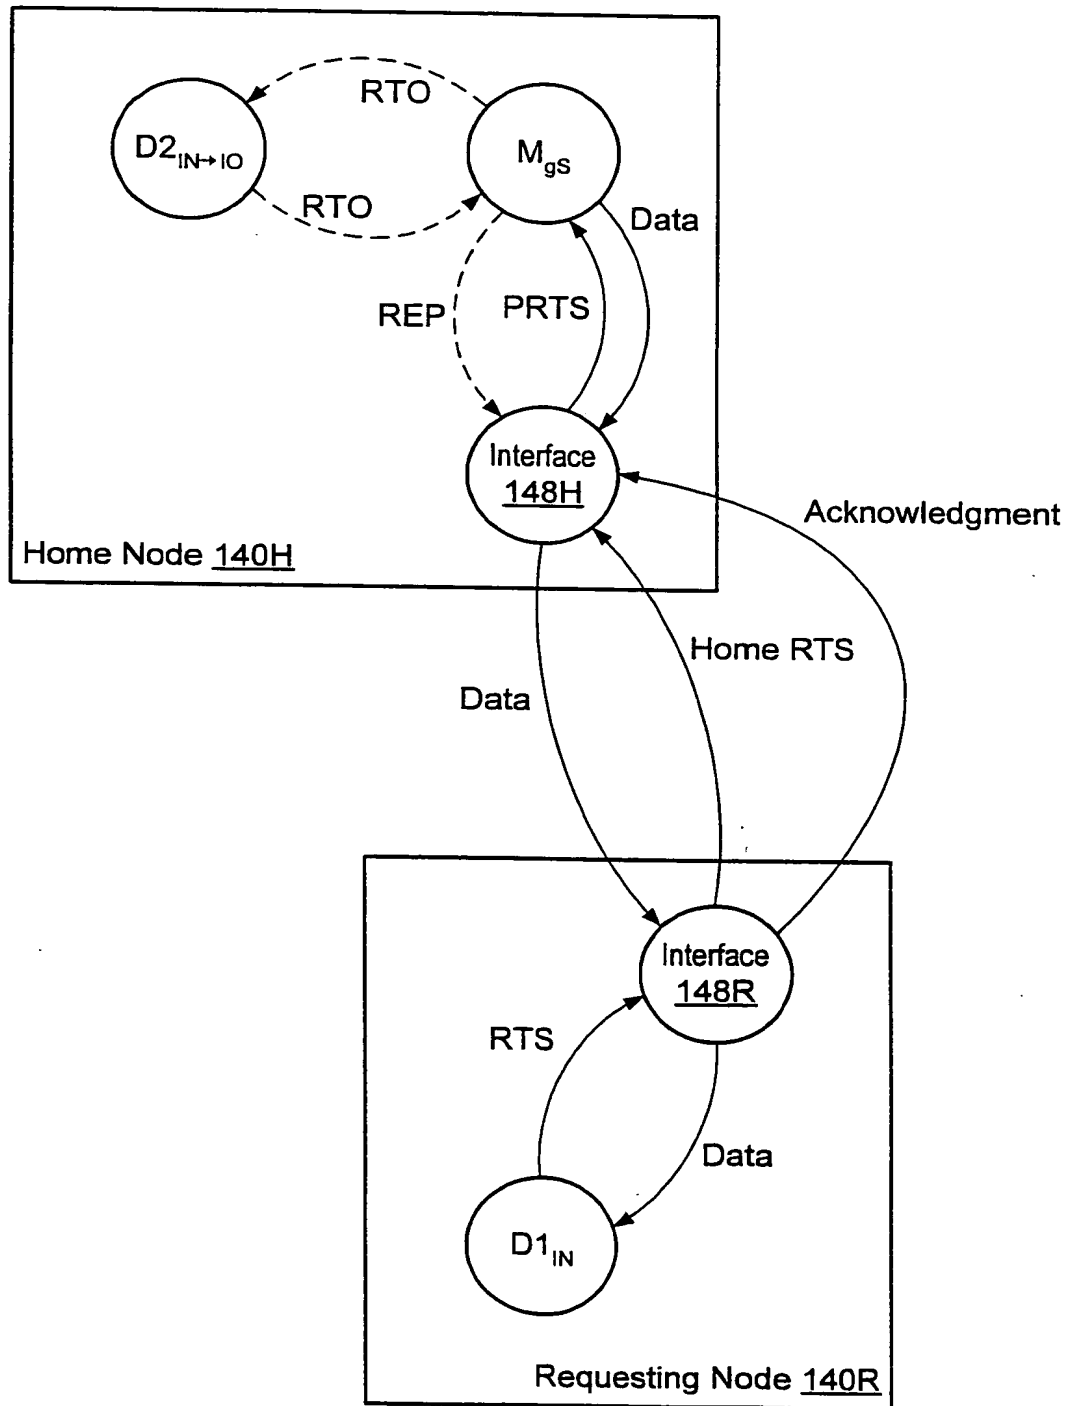 RTO
D2IN→IO
MgS
RTO
Data
REP
PRTS
Interface
148H
Acknowledgment
Home Node 140H
Home RTS
Data
Interface
148R
RTS
Data
D1IN
Requesting Node 140R